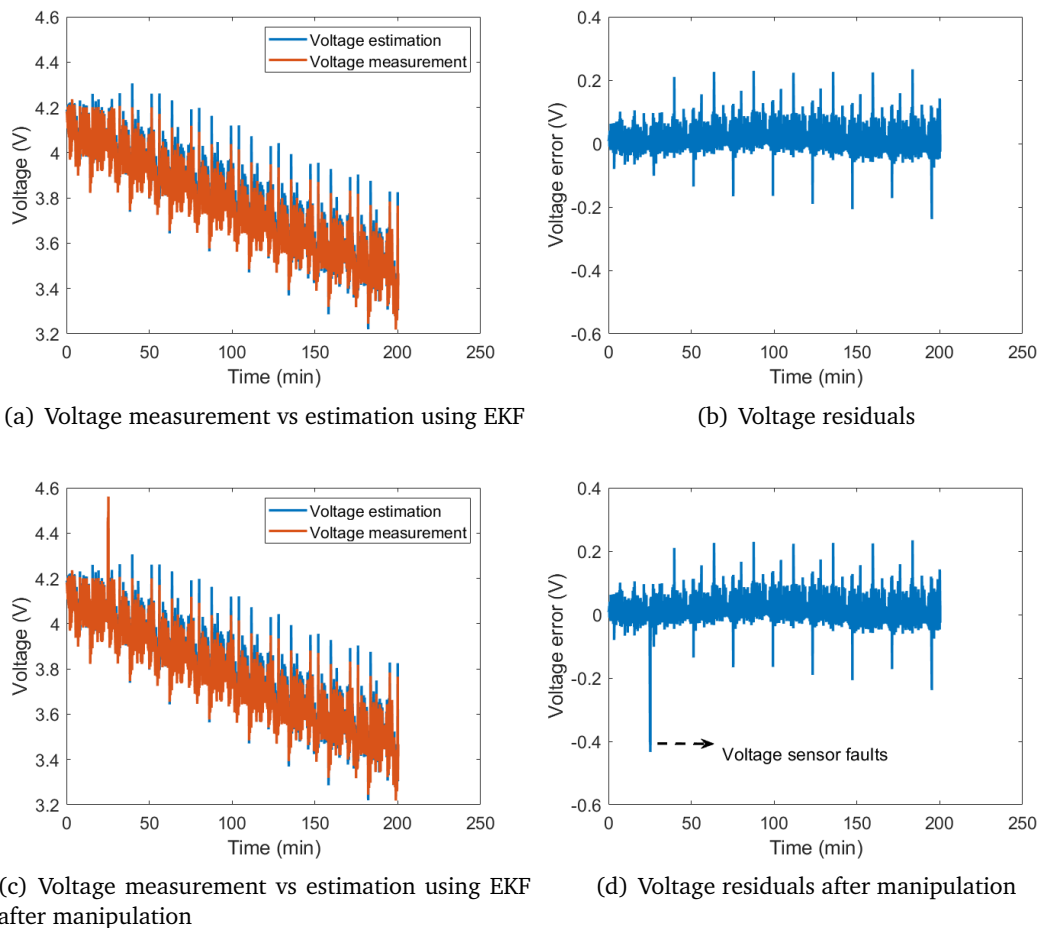 4.6
4.4
4.2
4
3.8
3.6
3.4
3.2
Voltage (V)
0 50 100 150 200 250
Time (min)
Voltage estimation
Voltage measurement
(a) Voltage measurement vs estimation using EKF
0.4
0.2
0
-0.2
-0.4
-0.6
Voltage error (V)
0 50 100 150 200 250
Time (min)
(b) Voltage residuals
4.6
4.4
4.2
4
3.8
3.6
3.4
3.2
Voltage (V)
0 50 100 150 200 250
Time (min)
Voltage estimation
Voltage measurement
(c) Voltage measurement vs estimation using EKF
after manipulation
0.4
0.2
0
-0.2
-0.4
-0.6
Voltage error (V)
Voltage sensor faults
0 50 100 150 200 250
Time (min)
(d) Voltage residuals after manipulation